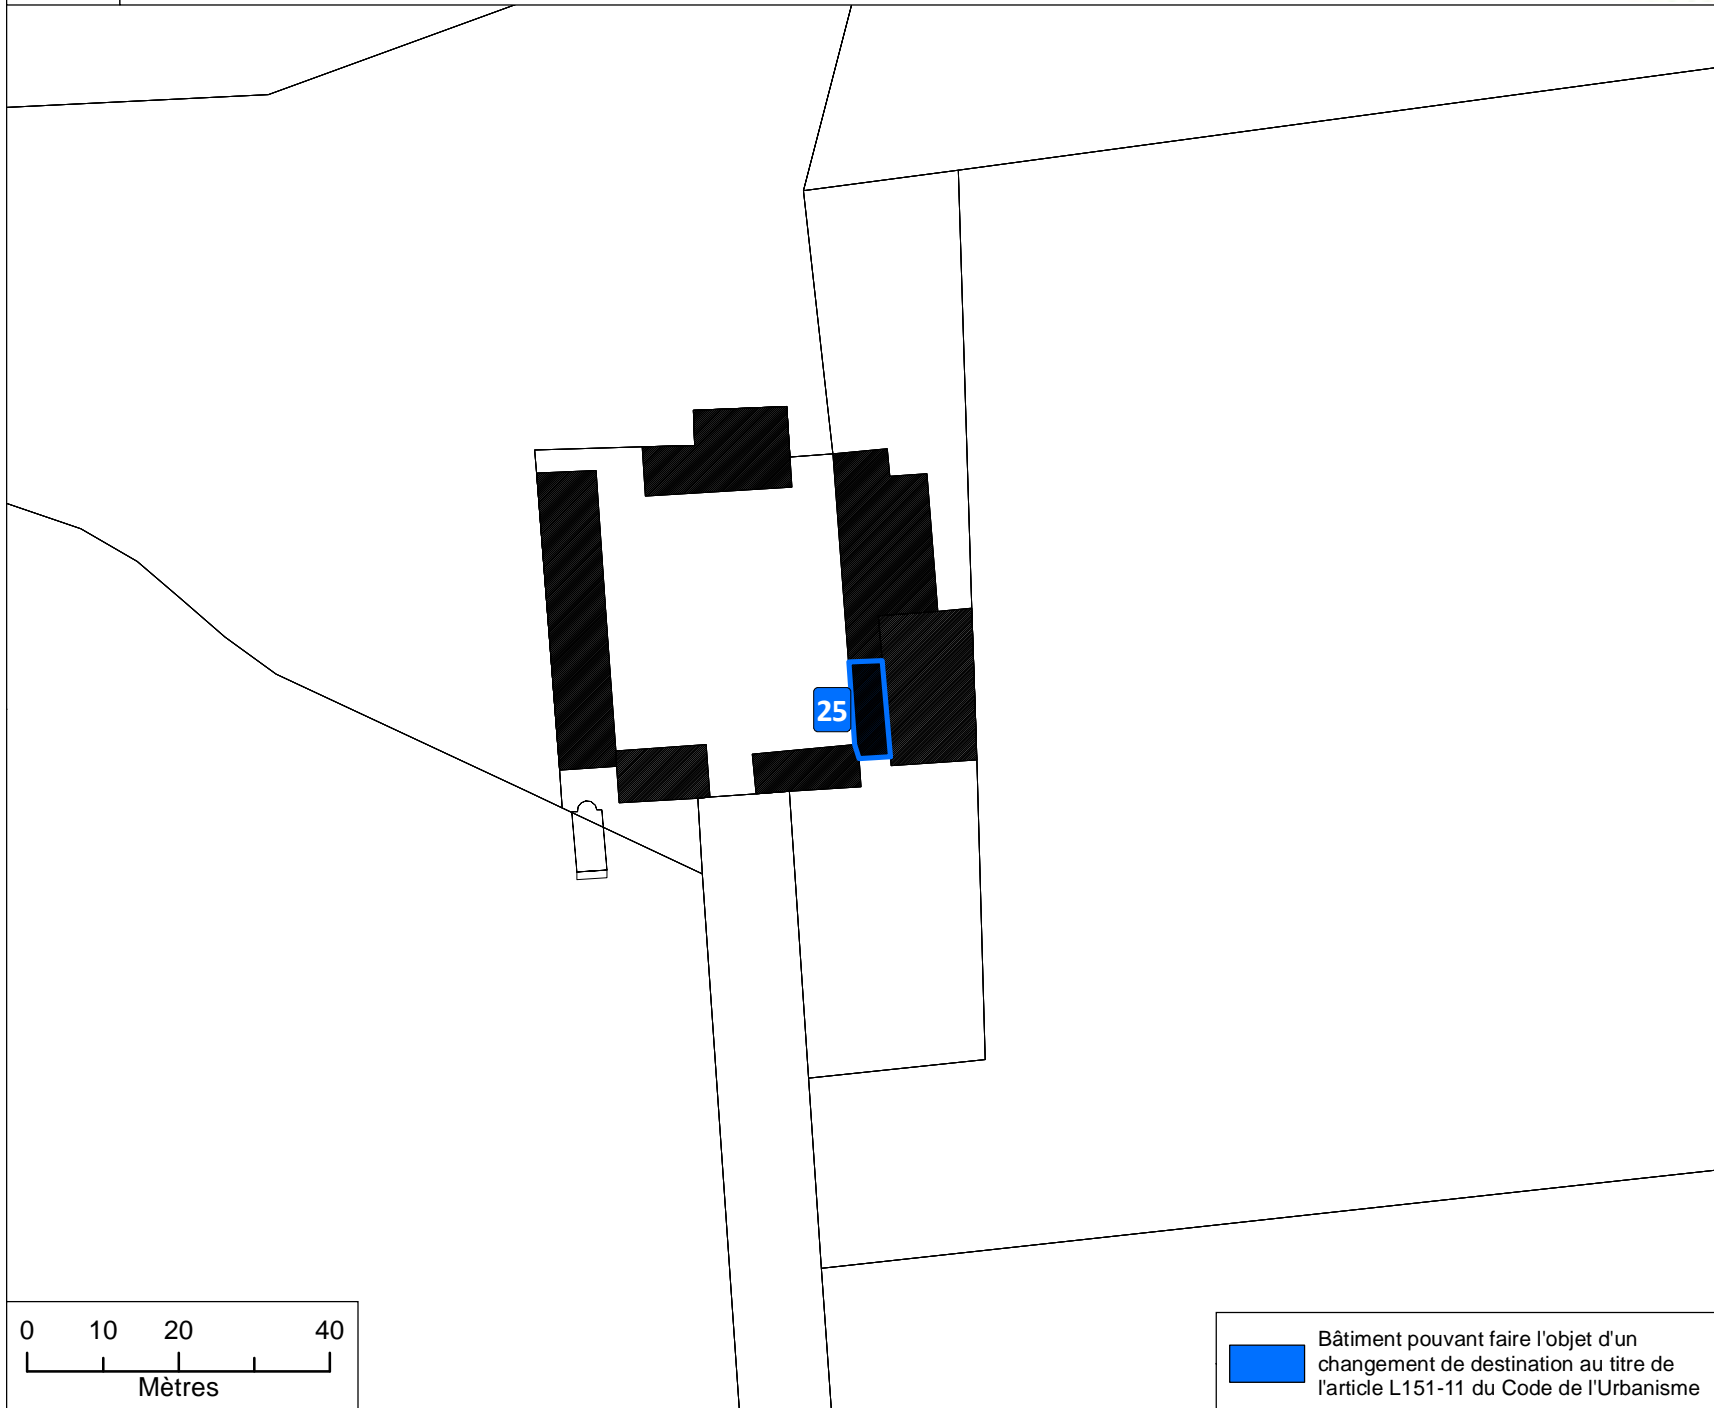 25
0 10 20 40
Mètres
Bâtiment pouvant faire l'objet d'un
changement de destination au titre de
l'article L151-11 du Code de l'Urbanisme